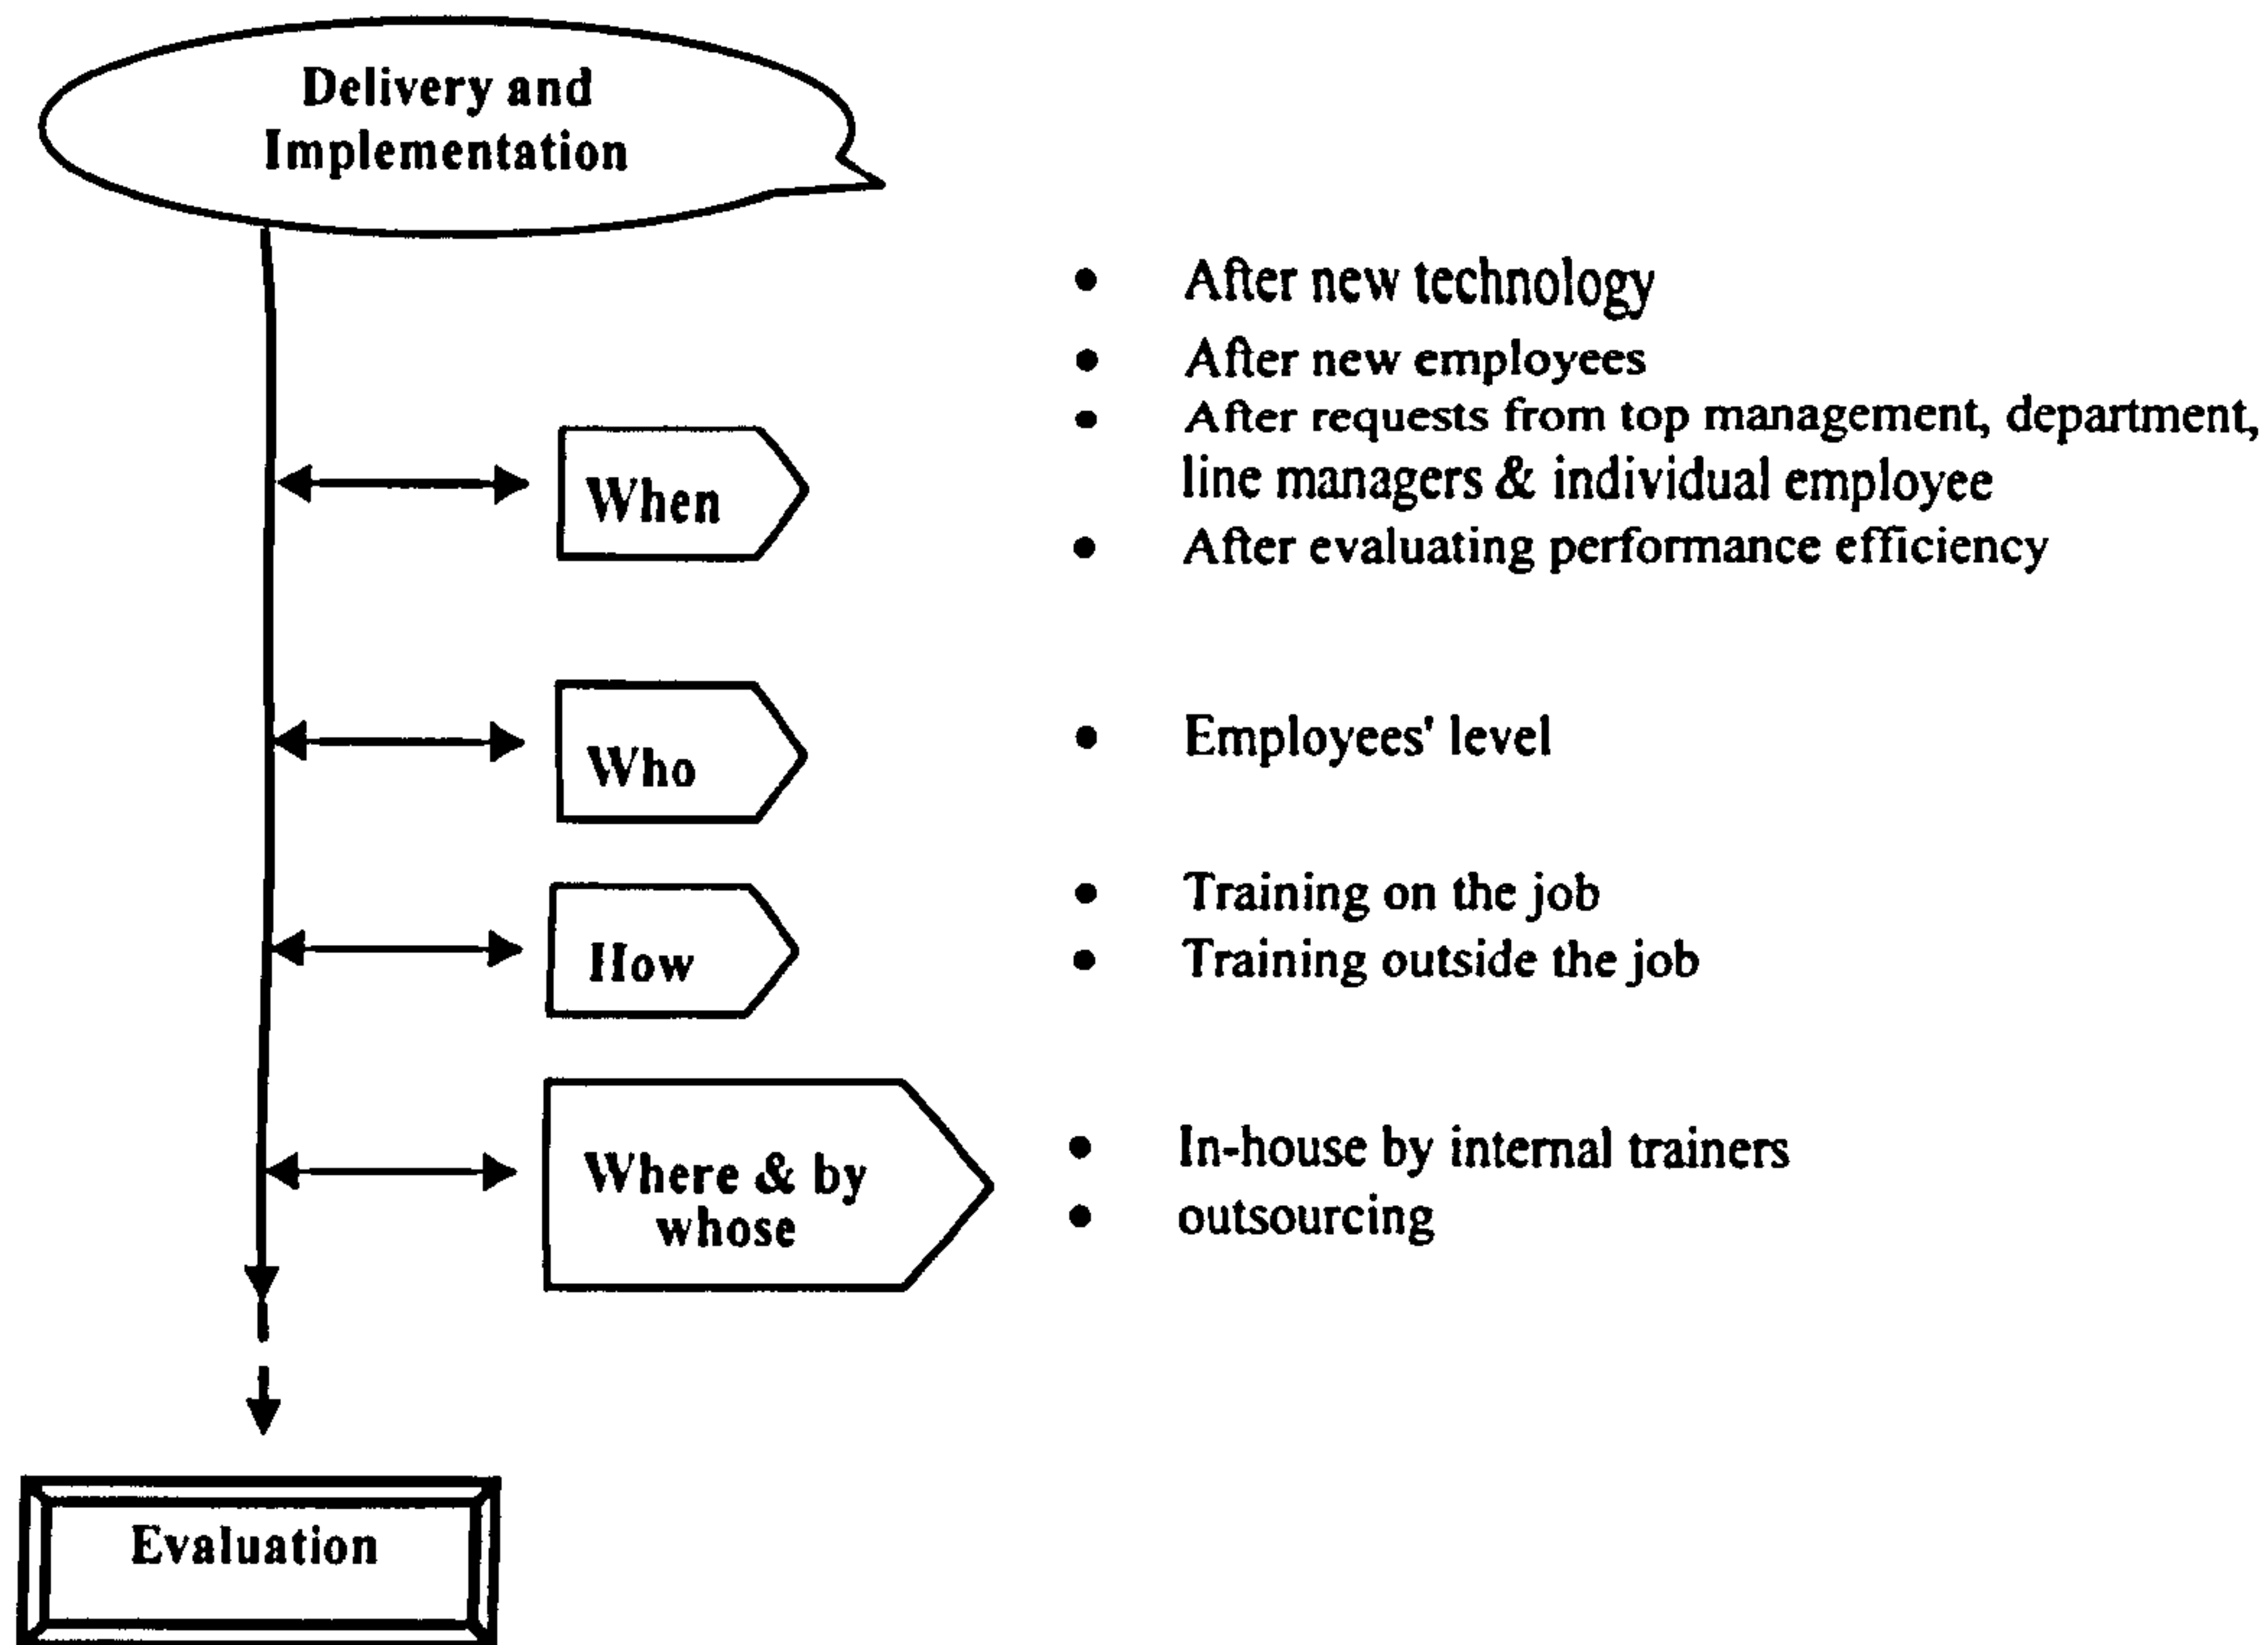 Delivery and
Implementation
• After new technology
• After new employees
• After requests from top management, department,
line managers & individual employee
• After evaluating performance efficiency
When
Who
• Employees' level
How
• Training on the job
• Training outside the job
Where & by
whose
• In-house by internal trainers
• outsourcing
Evaluation